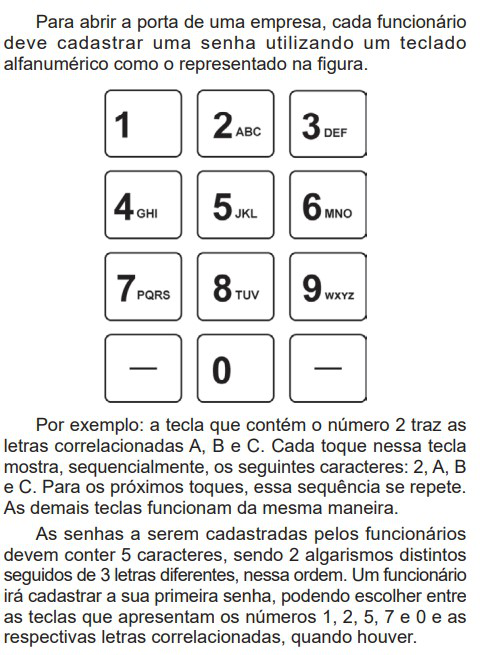 Para abrir a porta de uma empresa, cada funcionário
deve cadastrar uma senha utilizando um teclado
alfanumérico como o representado na figura.
1 2 ABC 3 DEF
4 GHI 5 JKL 6 MNO
7 PQRS 8 TUV 9 WXYZ
— 0 —
Por exemplo: a tecla que contém o número 2 traz as
letras correlacionadas A, B e C. Cada toque nessa tecla
mostra, sequencialmente, os seguintes caracteres: 2, A, B
e C. Para os próximos toques, essa sequência se repete.
As demais teclas funcionam da mesma maneira.
As senhas a serem cadastradas pelos funcionários
devem conter 5 caracteres, sendo 2 algarismos distintos
seguidos de 3 letras diferentes, nessa ordem. Um funcionário
irá cadastrar a sua primeira senha, podendo escolher entre
as teclas que apresentam os números 1, 2, 5, 7 e 0 e as
respectivas letras correlacionadas, quando houver.